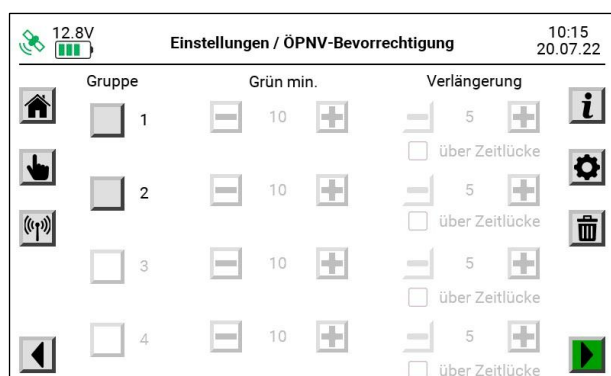 12.8V
Einstellungen / ÖPNV-Bevorrechtigung
10:15
20.07.22
Gruppe Grün min. Verlängerung
1 10 5
über Zeitlücke
2 10 5
über Zeitlücke
3 10 5
über Zeitlücke
4 10 5
über Zeitlücke